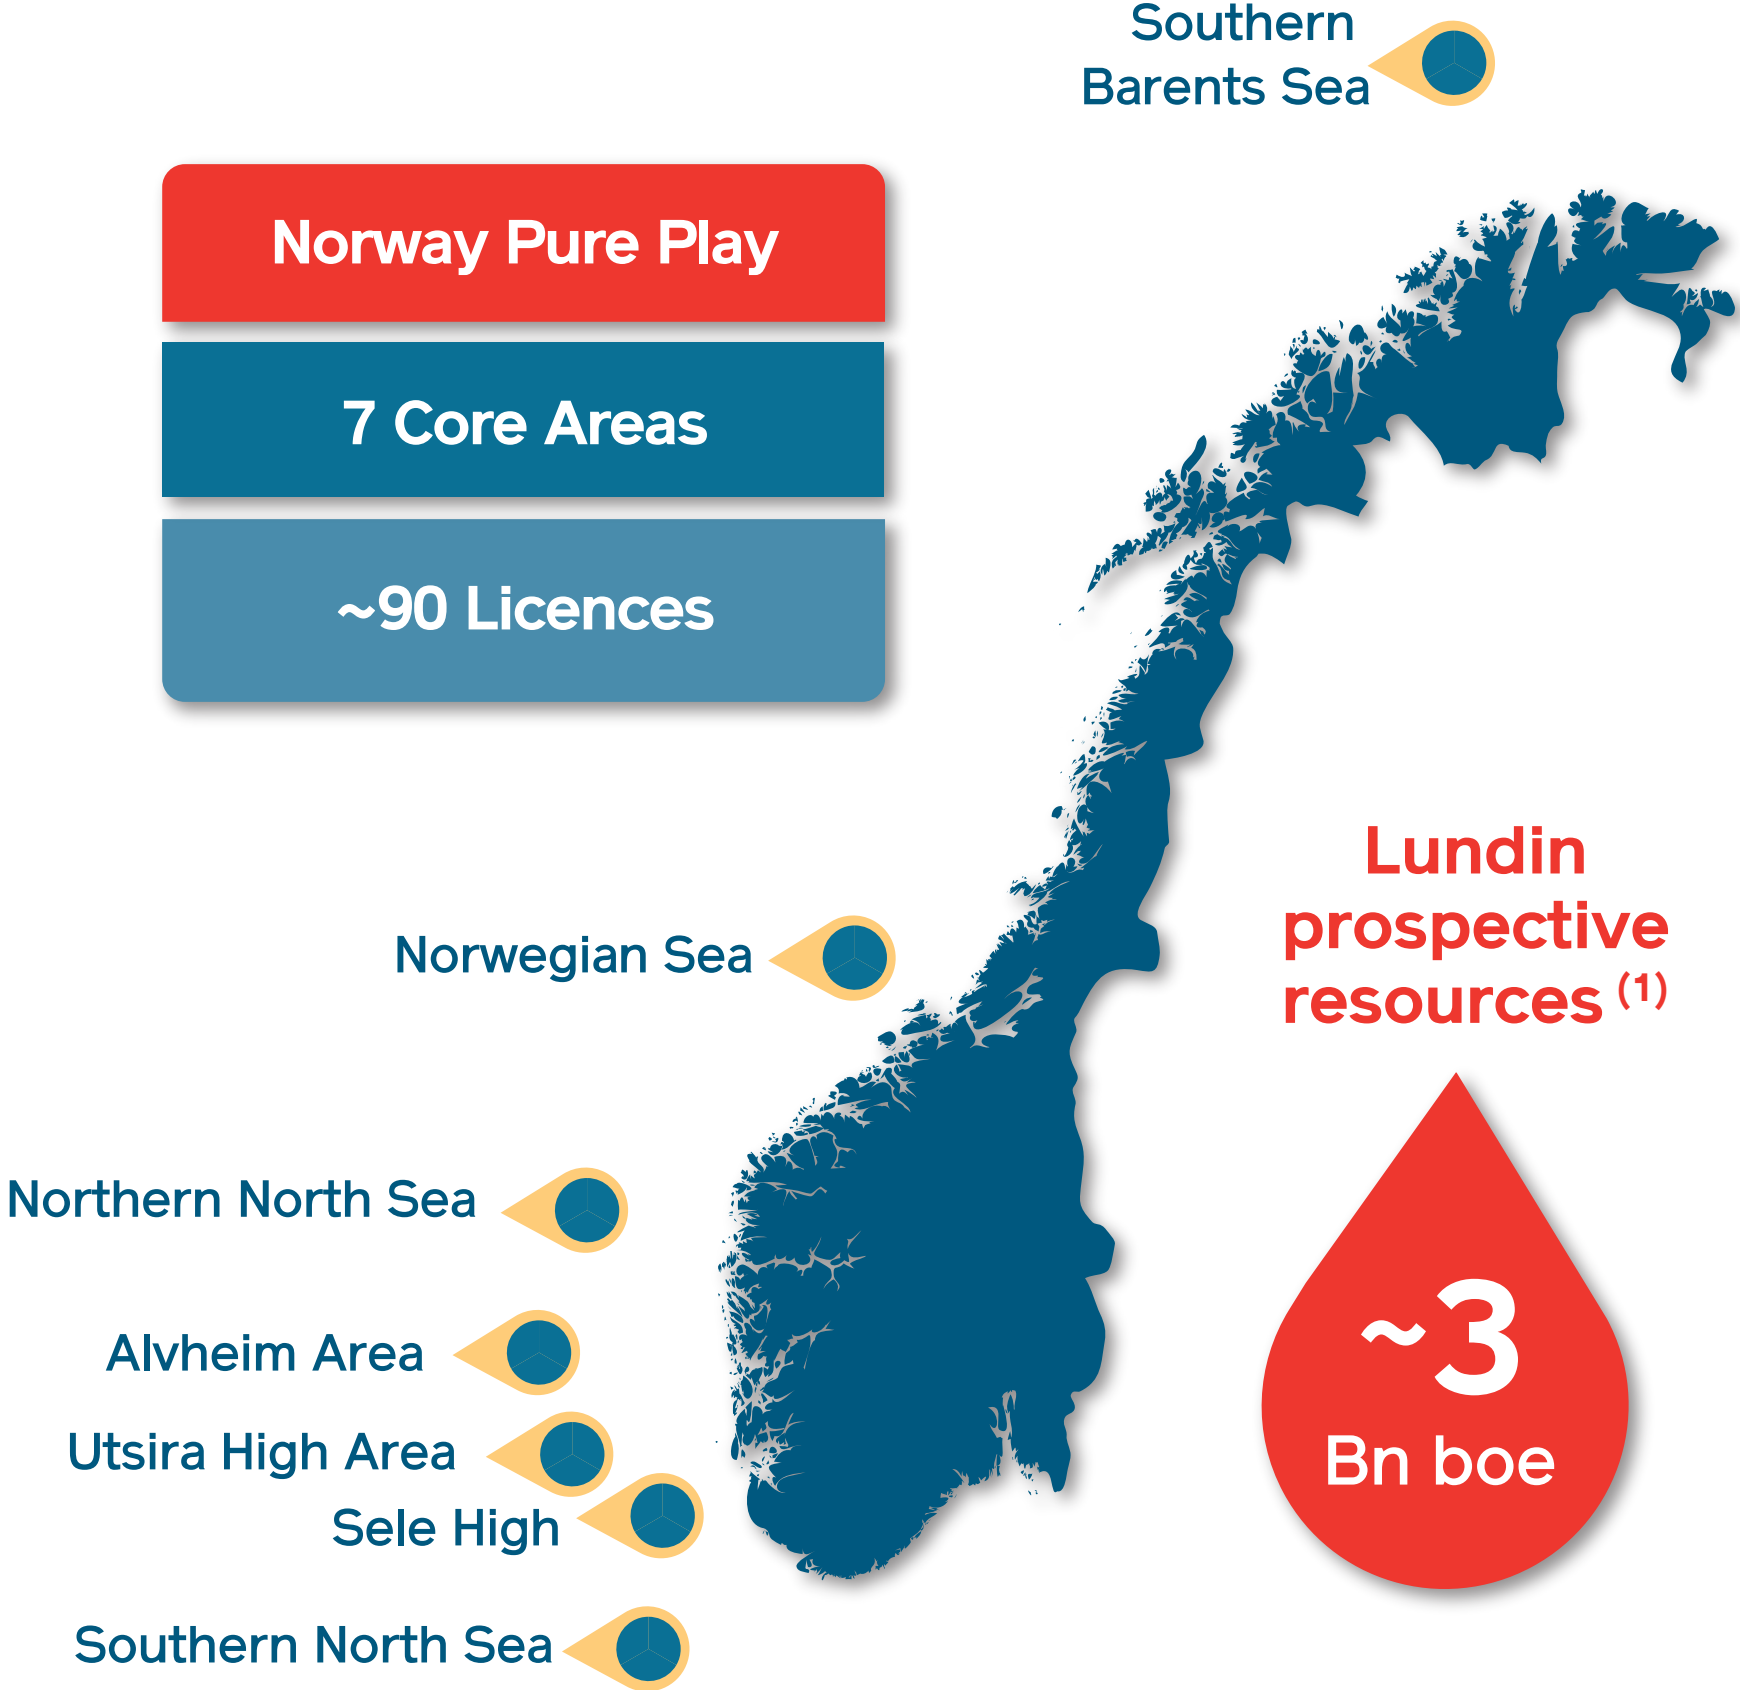 Southern
Barents Sea
Norway Pure Play
7 Core Areas
~90 Licences
Lundin
prospective
resources (1)
Norwegian Sea
Northern North Sea
~3
Bn boe
Alvheim Area
Utsira High Area
Sele High
Southern North Sea